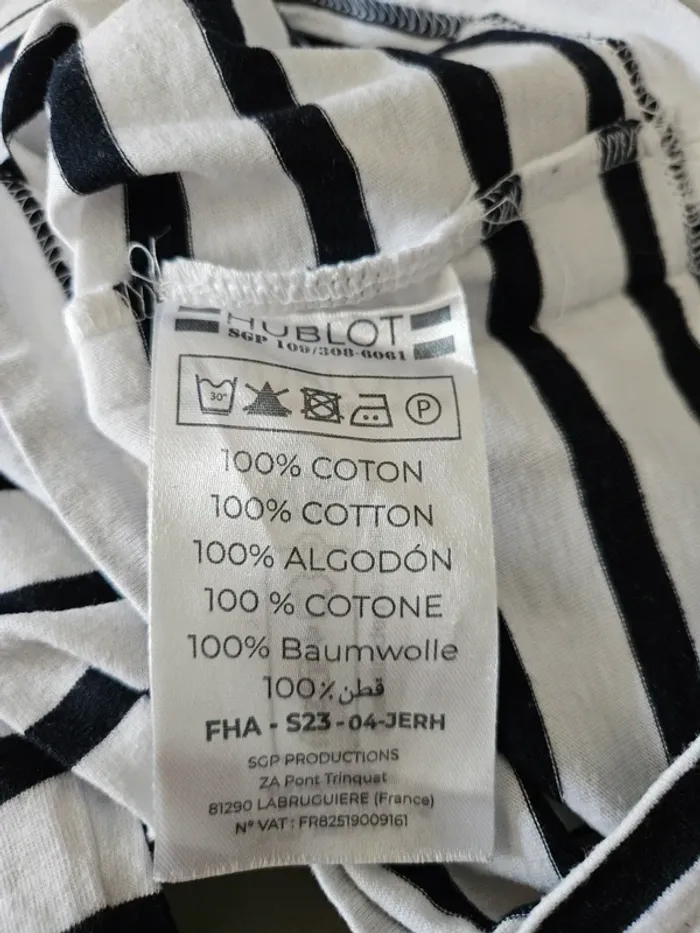 HUBLOT
SGP 109/308-6061
30°
P
100% COTON
100% COTTON
100% ALGODÓN
100 % COTONE
100% Baumwolle
100٪ قطن
FHA - S23-04-JERH
SGP PRODUCTIONS
ZA Pont Trinquat
81290 LABRUGUIERE (France)
N° VAT : FR82519009161